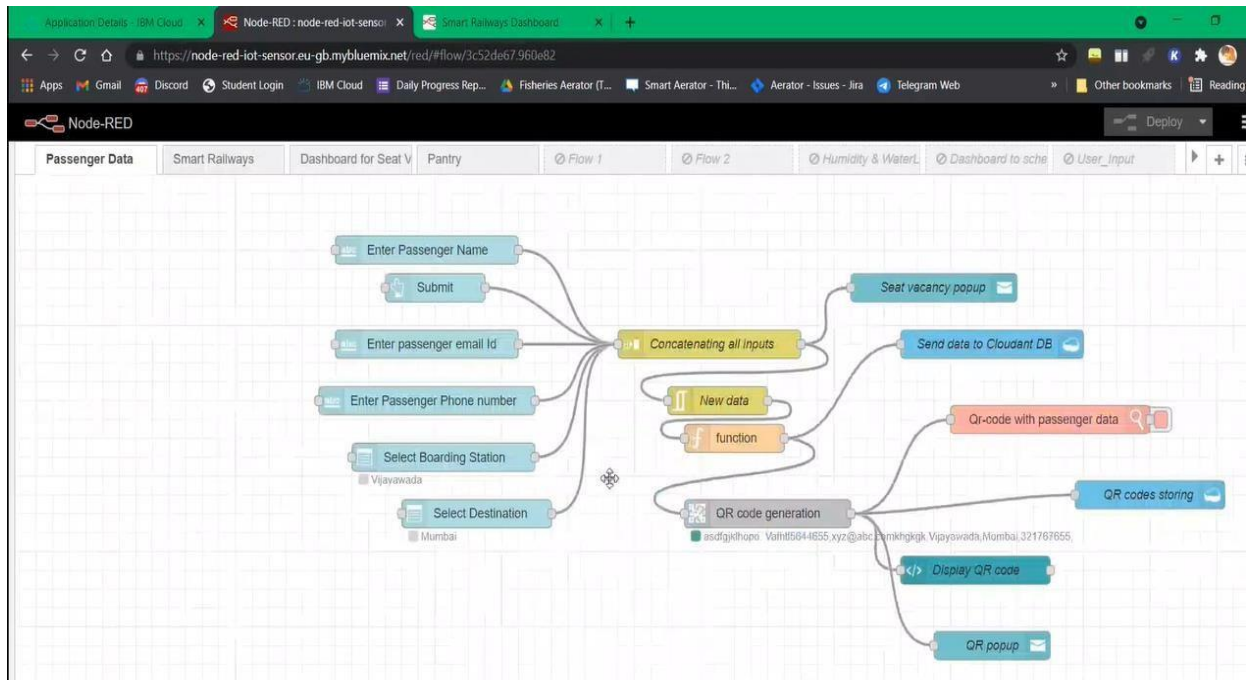 Application Details - IBM Cloud
Node-RED : node-red-iot-sensor
Smart Railways Dashboard
https://node-red-iot-sensor.eu-gb.mybluemix.net/red/#flow/3c52de67.960e82
Apps Gmail Discord Student Login IBM Cloud Daily Progress Rep... Fisheries Aerator (T... Smart Aerator - Thi... Aerator - Issues - Jira Telegram Web » Other bookmarks Reading
Node-RED
Deploy
Passenger Data Smart Railways Dashboard for Seat V Pantry Flow 1 Flow 2 Humidity & WaterL Dashboard to sche User_Input
Enter Passenger Name
Submit
Seat vacancy popup
Enter passenger email Id
Concatenating all inputs
Send data to Cloudant DB
Enter Passenger Phone number
New data
Qr-code with passenger data
function
Select Boarding Station
Vijayawada
QR codes storing
Select Destination
QR code generation
Mumbai
Vijayawada,Mumbai,321767655,
Display QR code
QR popup